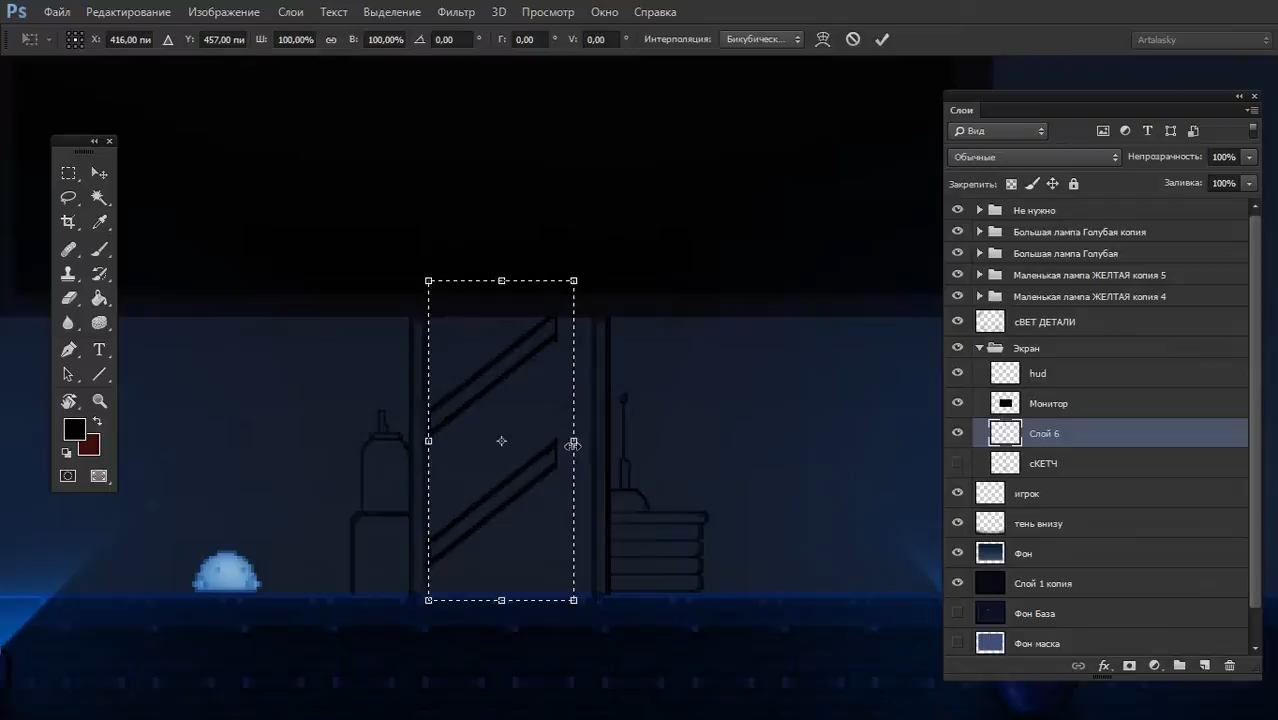 Ps Файл Редактирование Изображение Слои Текст Выделение Фильтр 3D Просмотр Окно Справка
X: 416,00 пи Y: 457,00 пи Ш: 100,00% В: 100,00% 0,00 ° Г: 0,00 ° V: 0,00 ° Интерполяция: Бикубическ... Artalasky
Слои
Вид
Обычные Непрозрачность: 100%
Закрепить: Заливка: 100%
Не нужно
Большая лампа Голубая копия
Большая лампа Голубая
Маленькая лампа ЖЕЛТАЯ копия 5
Маленькая лампа ЖЕЛТАЯ копия 4
сВЕТ ДЕТАЛИ
Экран
hud
Монитор
Слой 6
сКЕТЧ
игрок
тень внизу
Фон
Слой 1 копия
Фон База
Фон маска